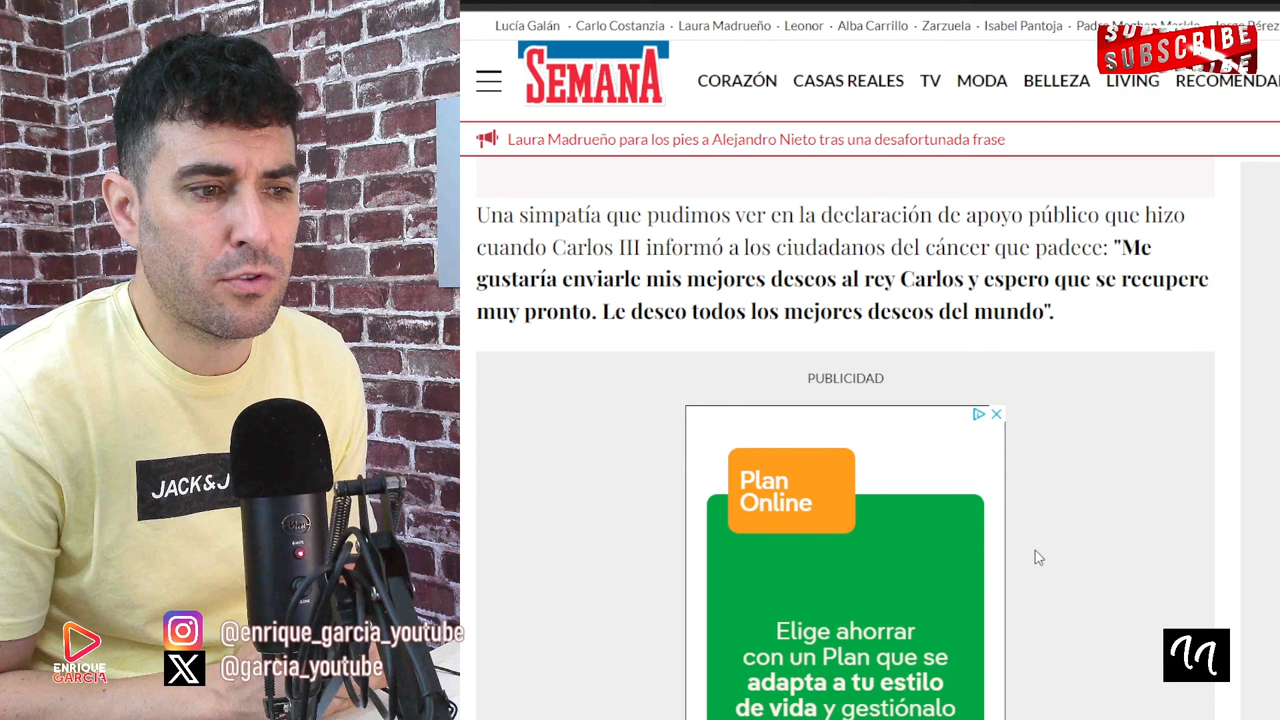 Lucía Galán · Carlo Costanzia · Laura Madrueño · Leonor · Alba Carrillo · Zarzuela · Isabel Pantoja ·
SUBSCRIBE
SEMANA
CORAZÓN CASAS REALES TV MODA BELLEZA LIVING
Laura Madrueño para los pies a Alejandro Nieto tras una desafortunada frase
Una simpatía que pudimos ver en la declaración de apoyo público que hizo
cuando Carlos III informó a los ciudadanos del cáncer que padece: "Me
gustaría enviarle mis mejores deseos al rey Carlos y espero que se recupere
muy pronto. Le deseo todos los mejores deseos del mundo".
PUBLICIDAD
Plan
Online
Elige ahorrar
con un Plan que se
adapta a tu estilo
de vida y gestiónalo
JACK&J
@enrique_garcia_youtube
@garcia_youtube
ENRIQUE
GARCIA